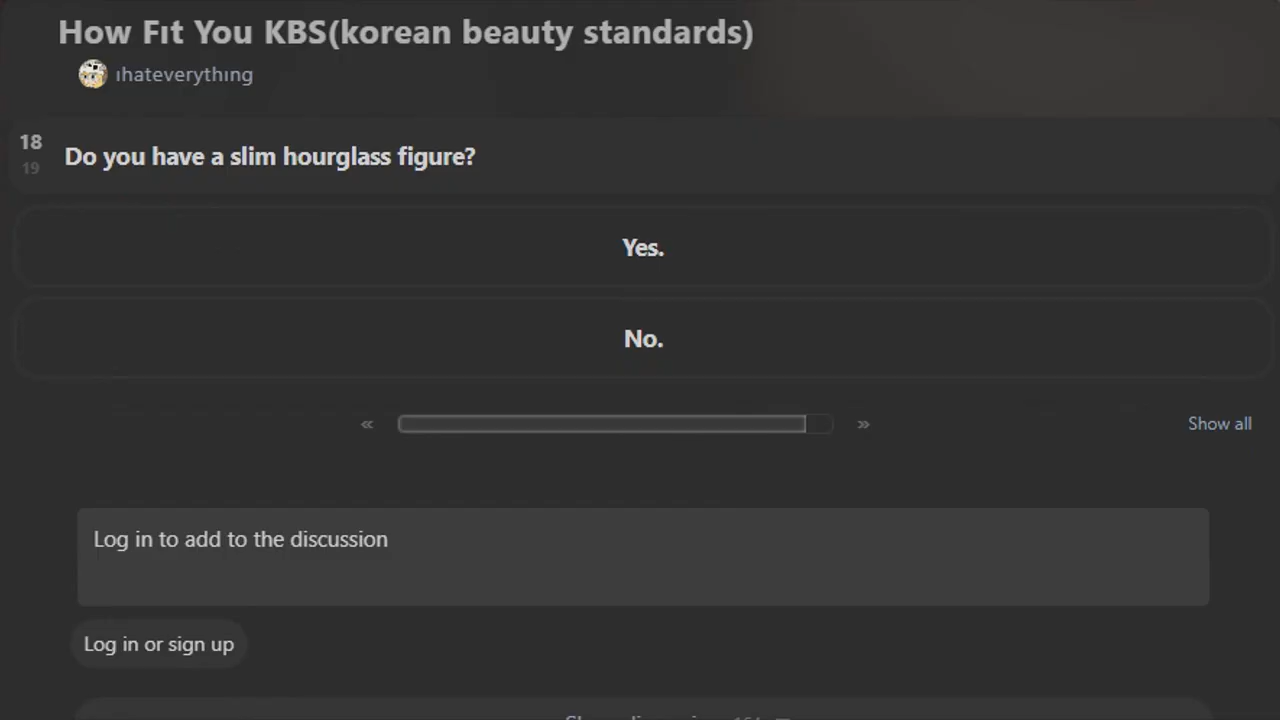 How Fıt You KBS(korean beauty standards)
ıhateverythıng
18
19
Do you have a slim hourglass figure?
Yes.
No.
« » Show all
Log in to add to the discussion
Log in or sign up